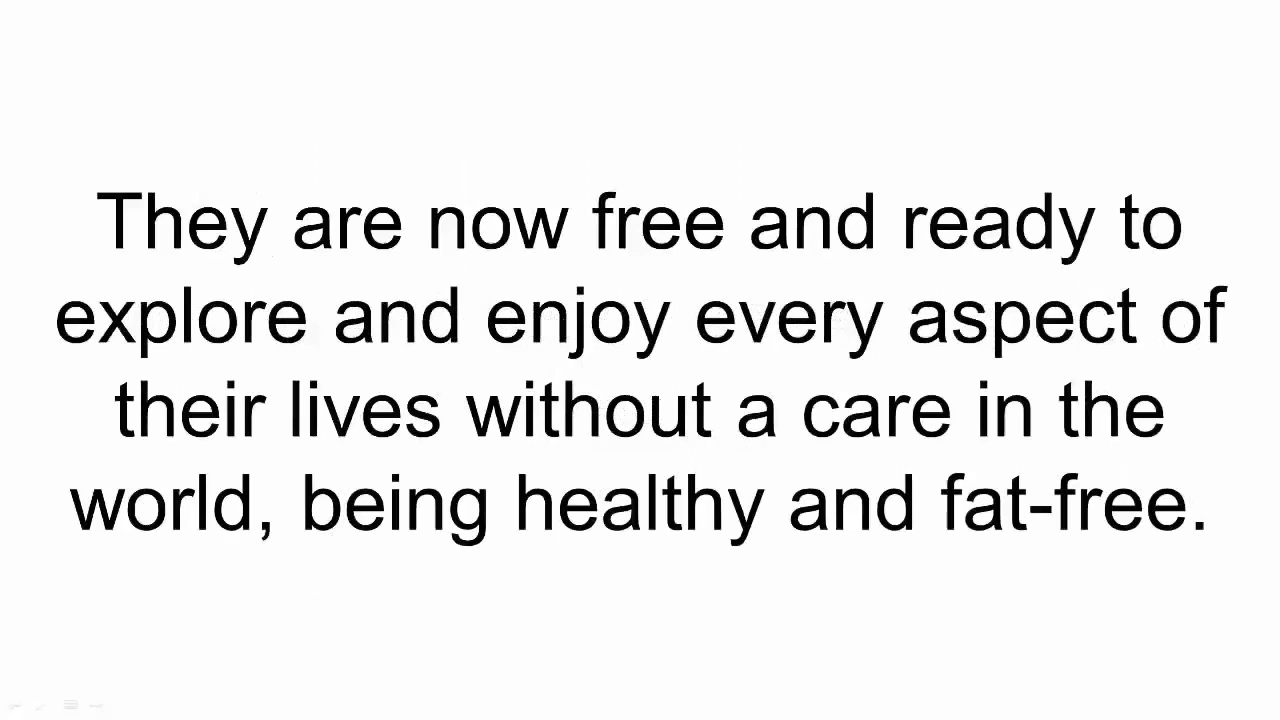 They are now free and ready to
explore and enjoy every aspect of
their lives without a care in the
world, being healthy and fat-free.